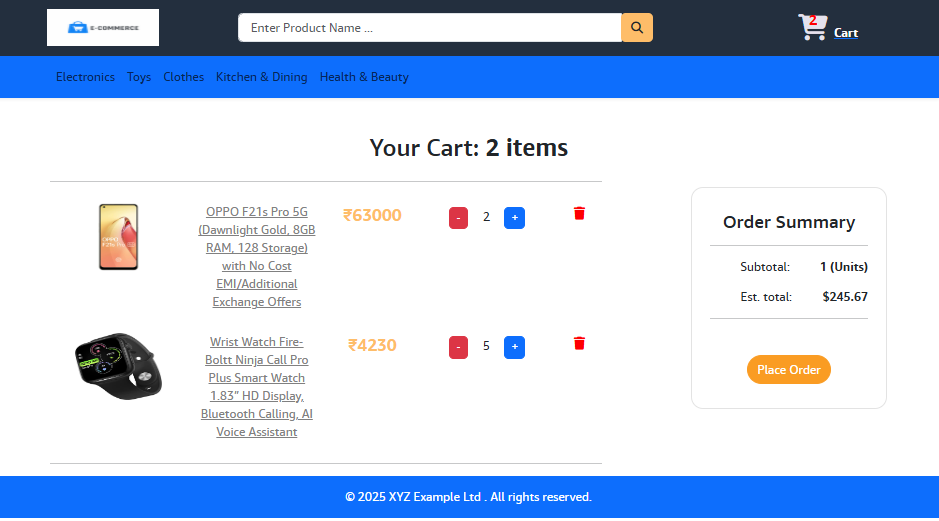 E-COMMERCE
Enter Product Name ...
2
Cart
Electronics Toys Clothes Kitchen & Dining Health & Beauty
Your Cart: 2 items
OPPO F21s Pro 5G
(Dawnlight Gold, 8GB
RAM, 128 Storage)
with No Cost
EMI/Additional
Exchange Offers
₹63000
- 2 +
Wrist Watch Fire-
Boltt Ninja Call Pro
Plus Smart Watch
1.83” HD Display,
Bluetooth Calling, AI
Voice Assistant
₹4230
- 5 +
Order Summary
Subtotal: 1 (Units)
Est. total: $245.67
Place Order
© 2025 XYZ Example Ltd . All rights reserved.